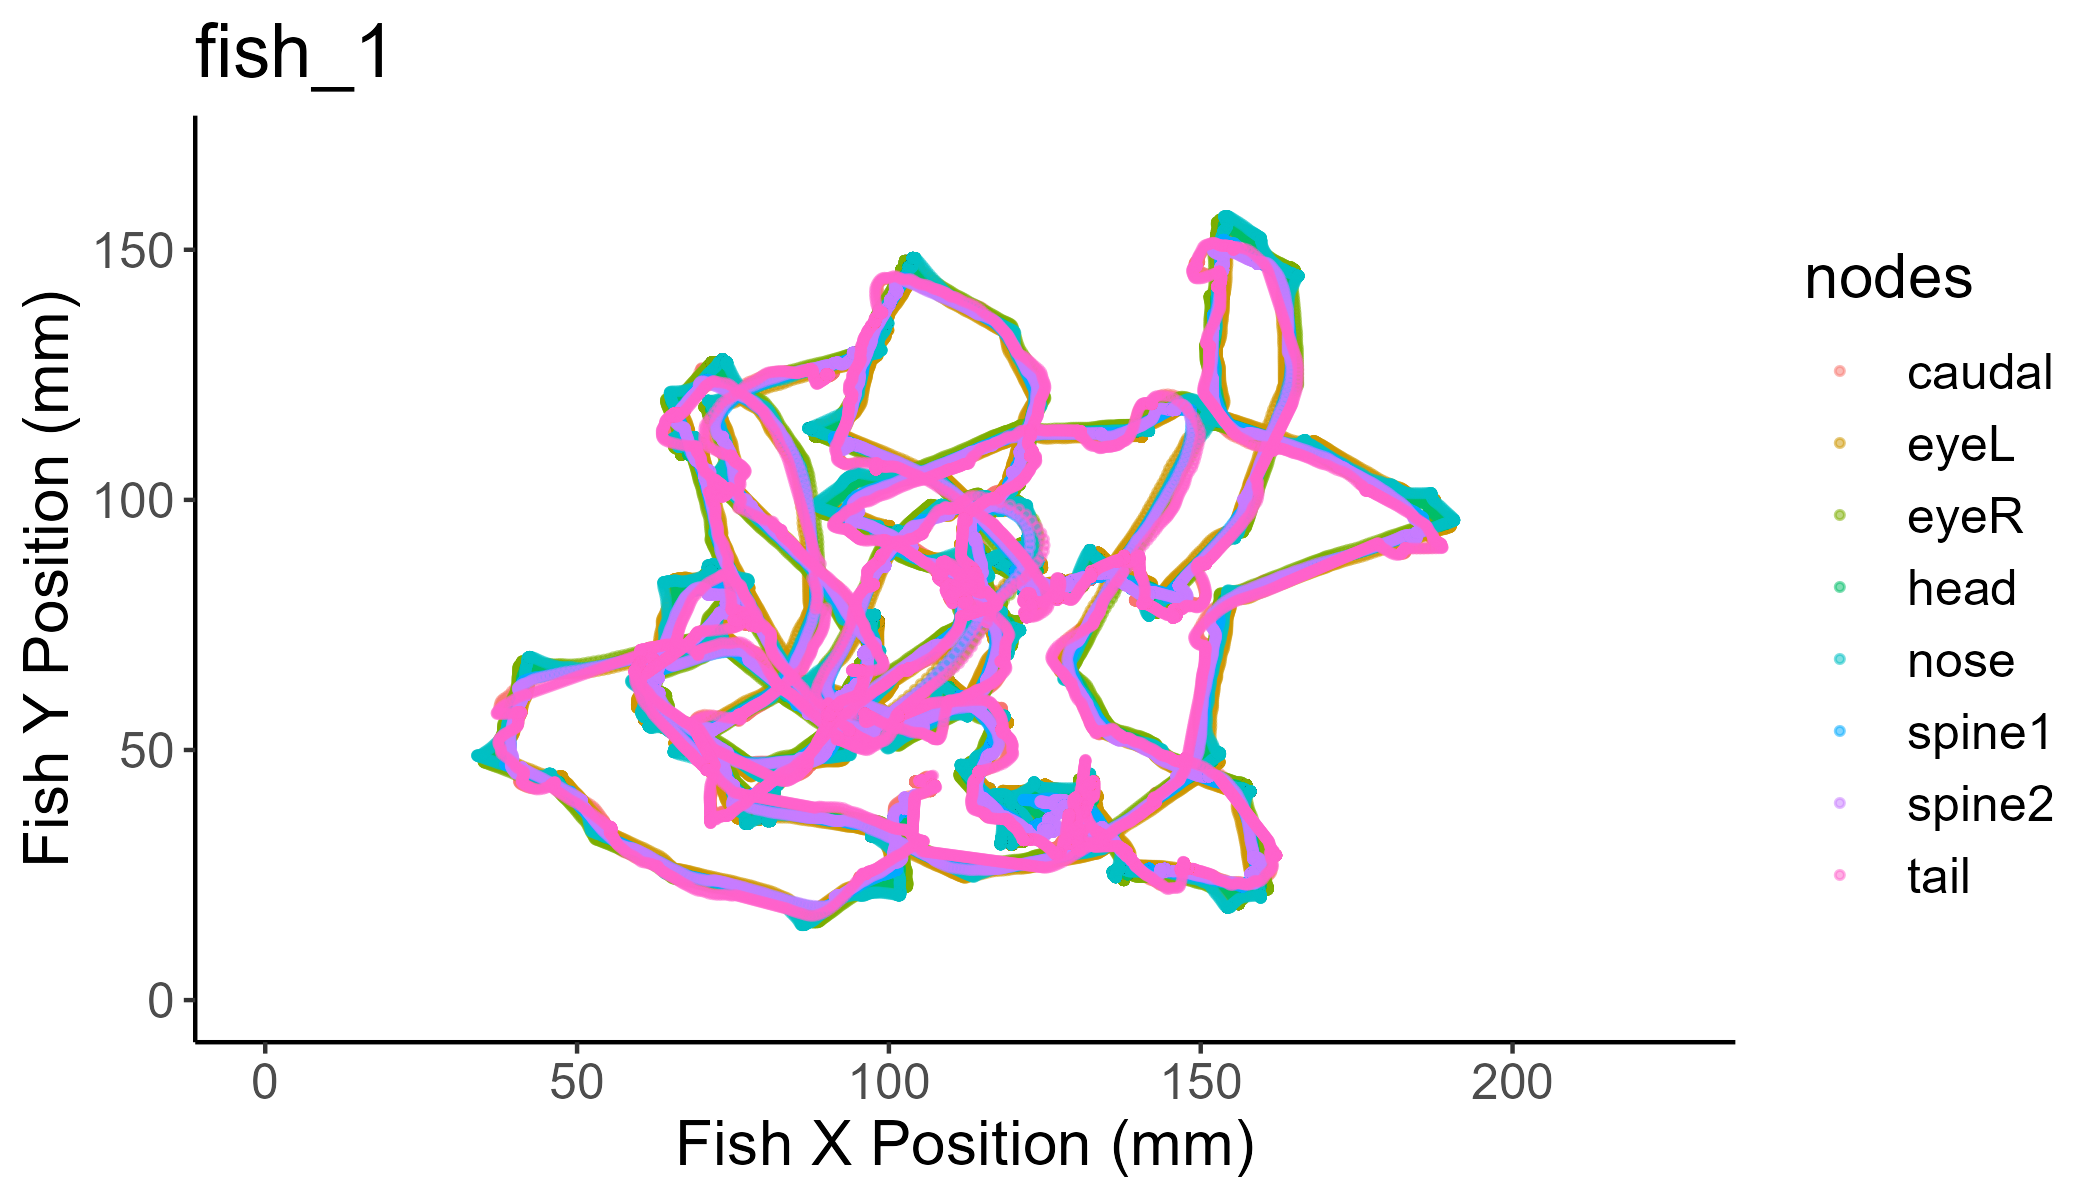 fish_1
Fish Y Position (mm)
150
100
50
0
0 50 100 150 200
Fish X Position (mm)
nodes
caudal
eyeL
eyeR
head
nose
spine1
spine2
tail